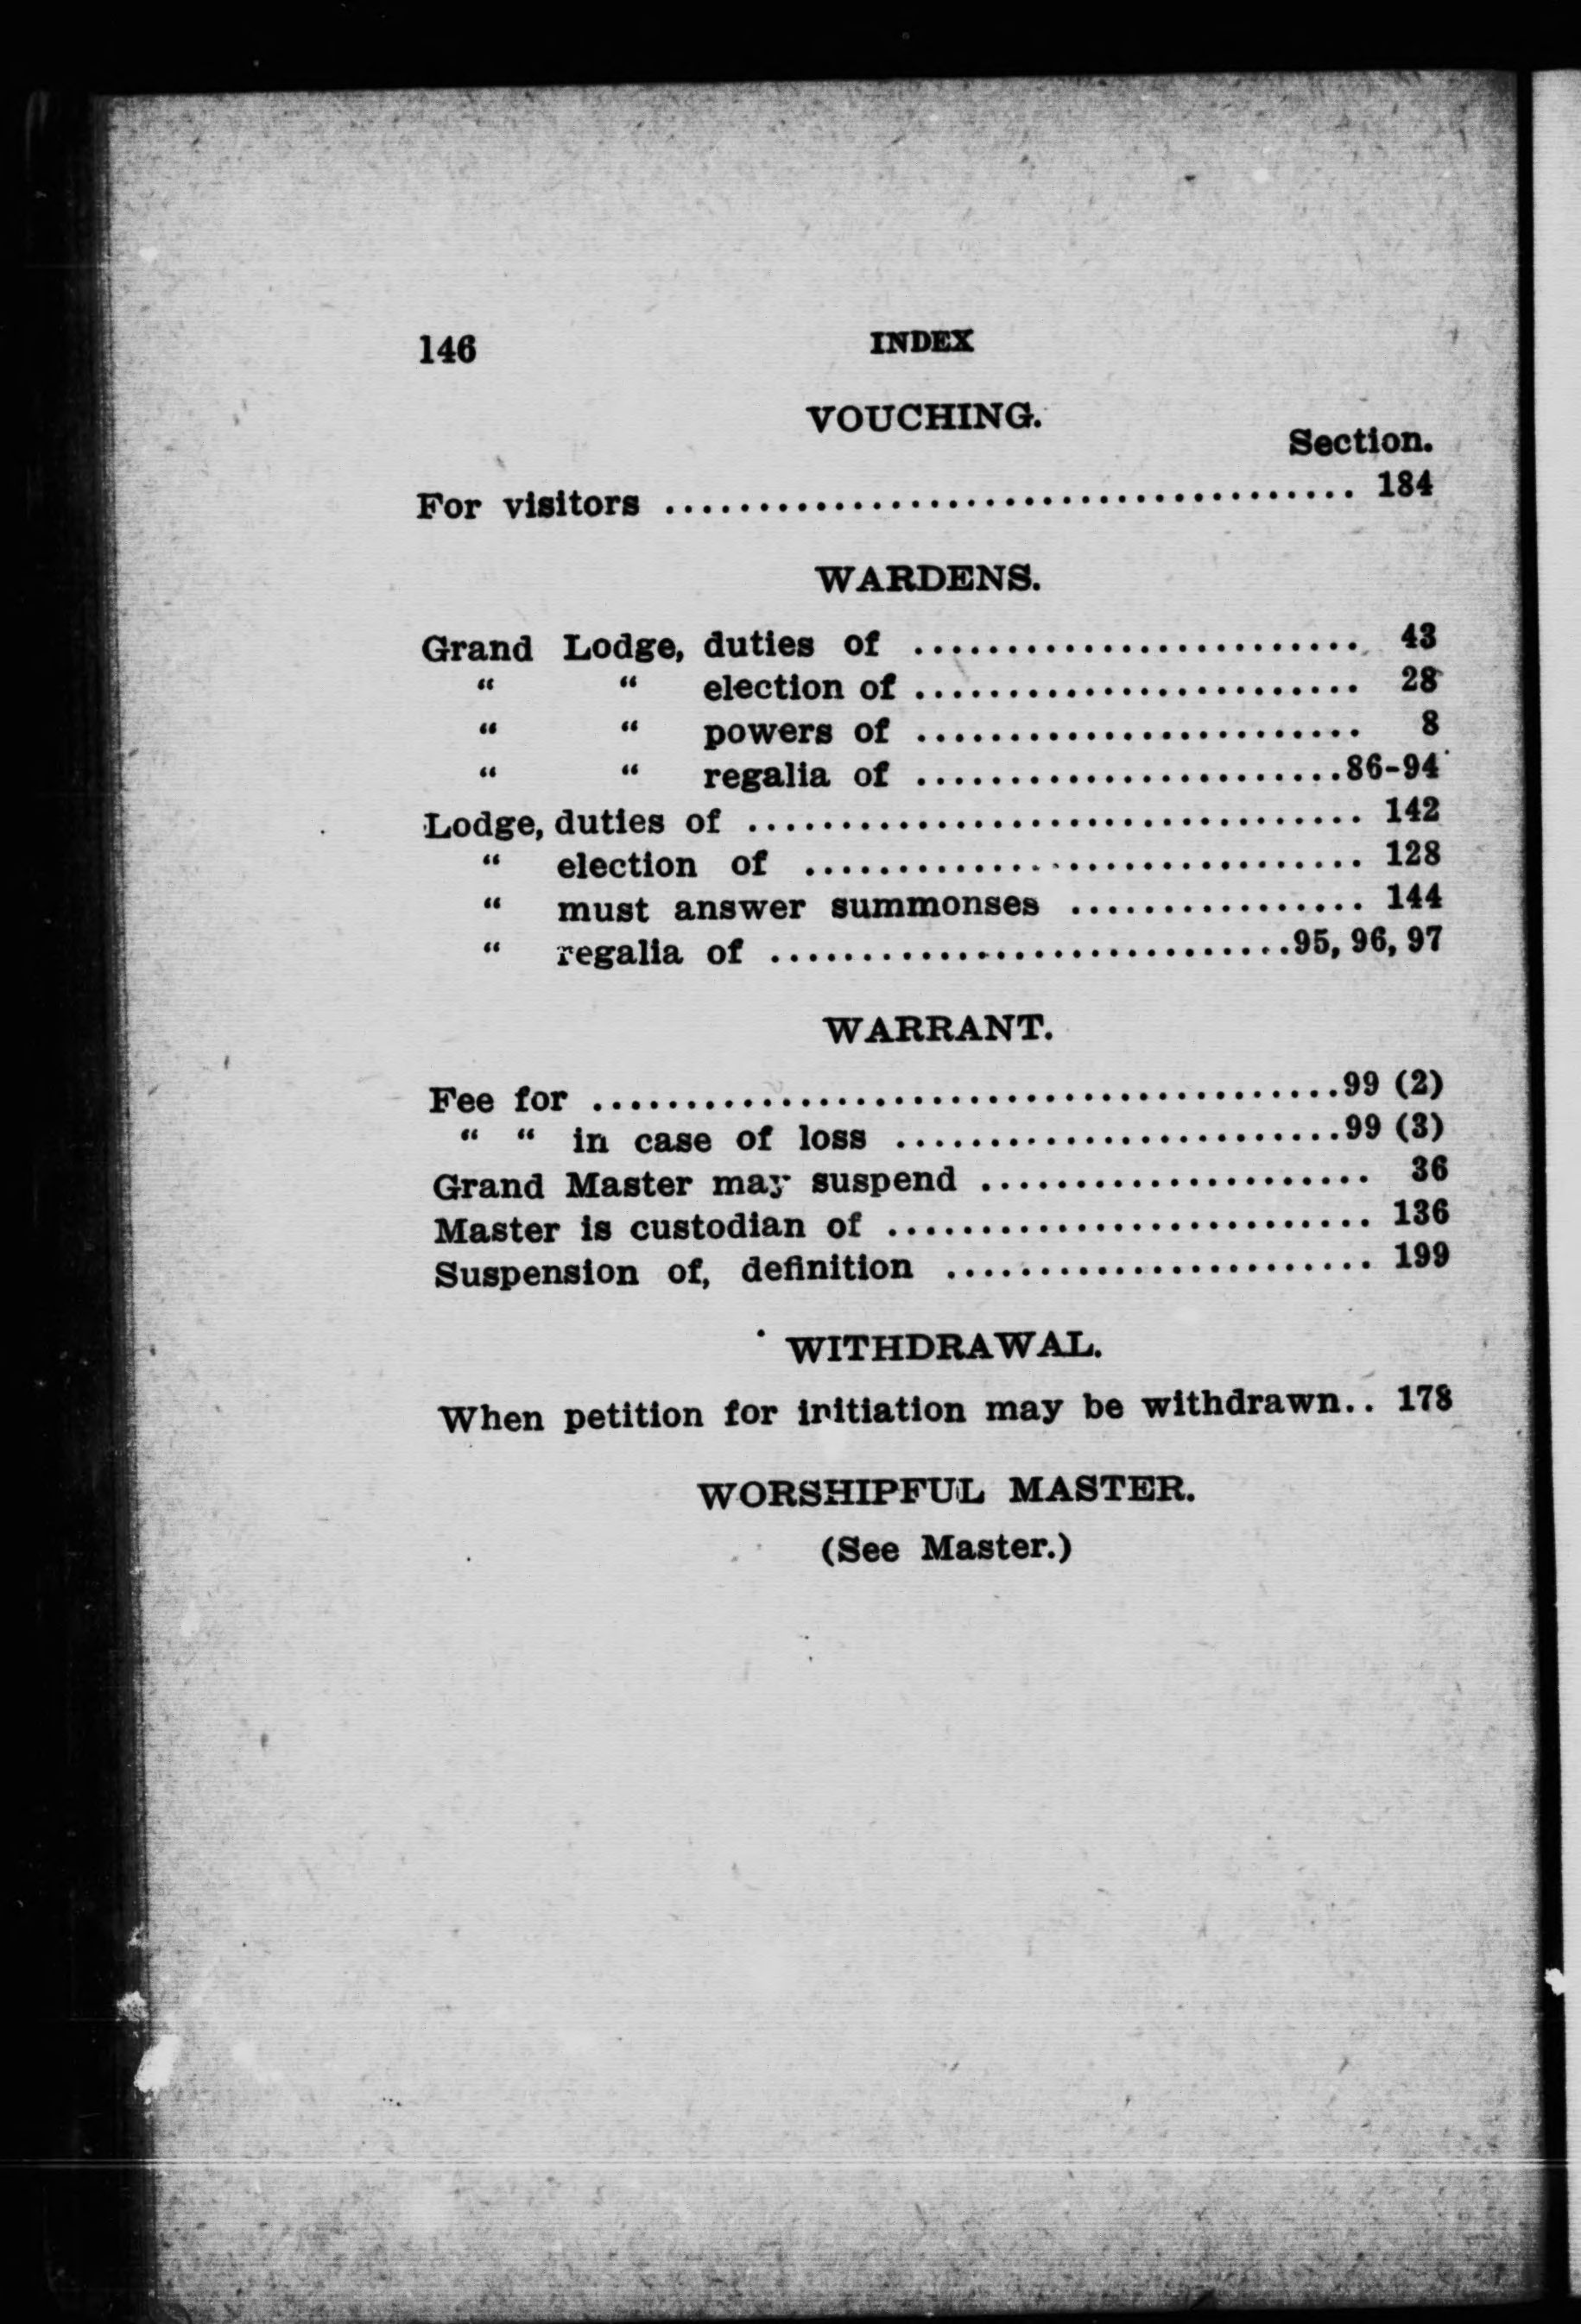 146 INDEX
VOUCHING.
Section.
For visitors ..................................... 184
WARDENS.
Grand Lodge, duties of ........................ 43
“ “ election of ........................ 28
“ “ powers of ........................ 8
“ “ regalia of ........................86-94
Lodge, duties of ................................. 142
“ election of .............................. 128
“ must answer summonses ................ 144
“ regalia of ............................95, 96, 97
WARRANT.
Fee for ........................................99 (2)
“ “ in case of loss ........................99 (3)
Grand Master may suspend ..................... 36
Master is custodian of .......................... 136
Suspension of, definition ....................... 199
WITHDRAWAL.
When petition for initiation may be withdrawn.. 178
WORSHIPFUL MASTER.
(See Master.)